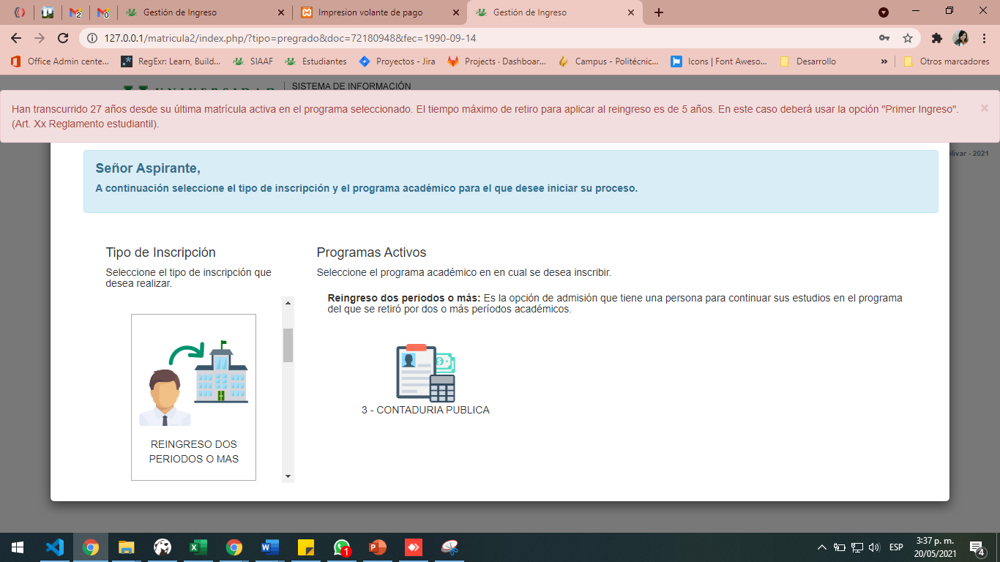 Gestión de Ingreso
Impresion volante de pago
Gestión de Ingreso
127.0.0.1/matricula2/index.php/?tipo=pregrado&doc=72180948&fec=1990-09-14
Office Admin cente...
RegExr: Learn, Build...
SIAAF
Estudiantes
Proyectos - Jira
Projects · Dashboar...
Campus - Politécnic...
Icons | Font Aweso...
Desarrollo
»
Otros marcadores
SISTEMA DE INFORMACIÓN
Han transcurrido 27 años desde su última matrícula activa en el programa seleccionado. El tiempo máximo de retiro para aplicar al reingreso es de 5 años. En este caso deberá usar la opción "Primer Ingreso".
(Art. Xx Reglamento estudiantil).
×
olivar - 2021
Señor Aspirante,
A continuación seleccione el tipo de inscripción y el programa académico para el que desee iniciar su proceso.
Tipo de Inscripción
Seleccione el tipo de inscripción que
desea realizar.
REINGRESO DOS
PERIODOS O MAS
Programas Activos
Seleccione el programa académico en en cual se desea inscribir.
Reingreso dos periodos o más: Es la opción de admisión que tiene una persona para continuar sus estudios en el programa
del que se retiró por dos o más períodos académicos.
3 - CONTADURIA PUBLICA
1
ESP
3:37 p. m.
20/05/2021
4